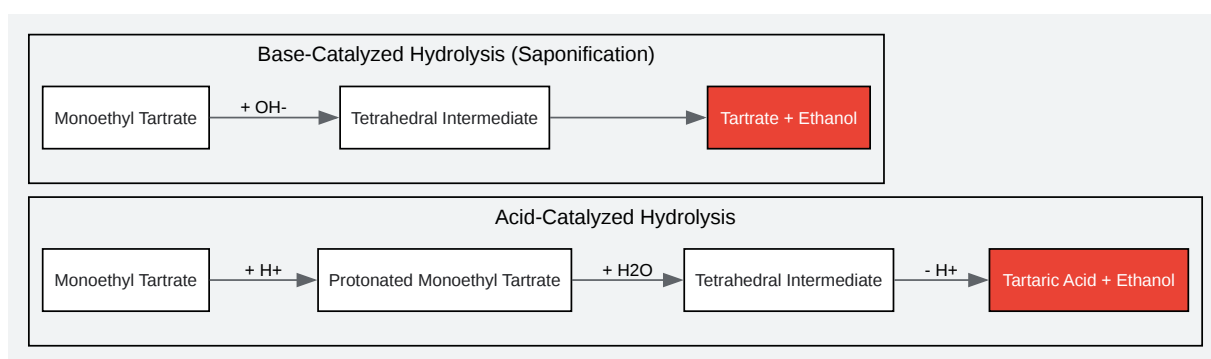 Base-Catalyzed Hydrolysis (Saponification)
Monoethyl Tartrate
+ OH-
Tetrahedral Intermediate
Tartrate + Ethanol
Acid-Catalyzed Hydrolysis
Monoethyl Tartrate
+ H+
Protonated Monoethyl Tartrate
+ H2O
Tetrahedral Intermediate
- H+
Tartaric Acid + Ethanol